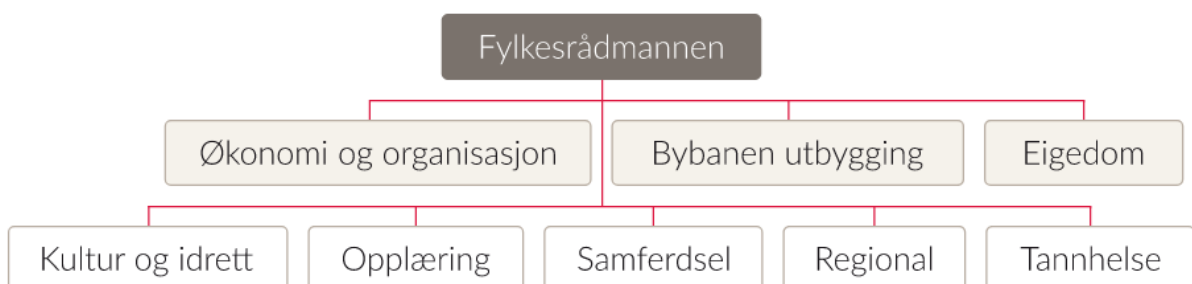 Fylkesrådmannen
Økonomi og organisasjon
Bybanen utbygging
Eigedom
Kultur og idrett
Opplæring
Samferdsel
Regional
Tannhelse